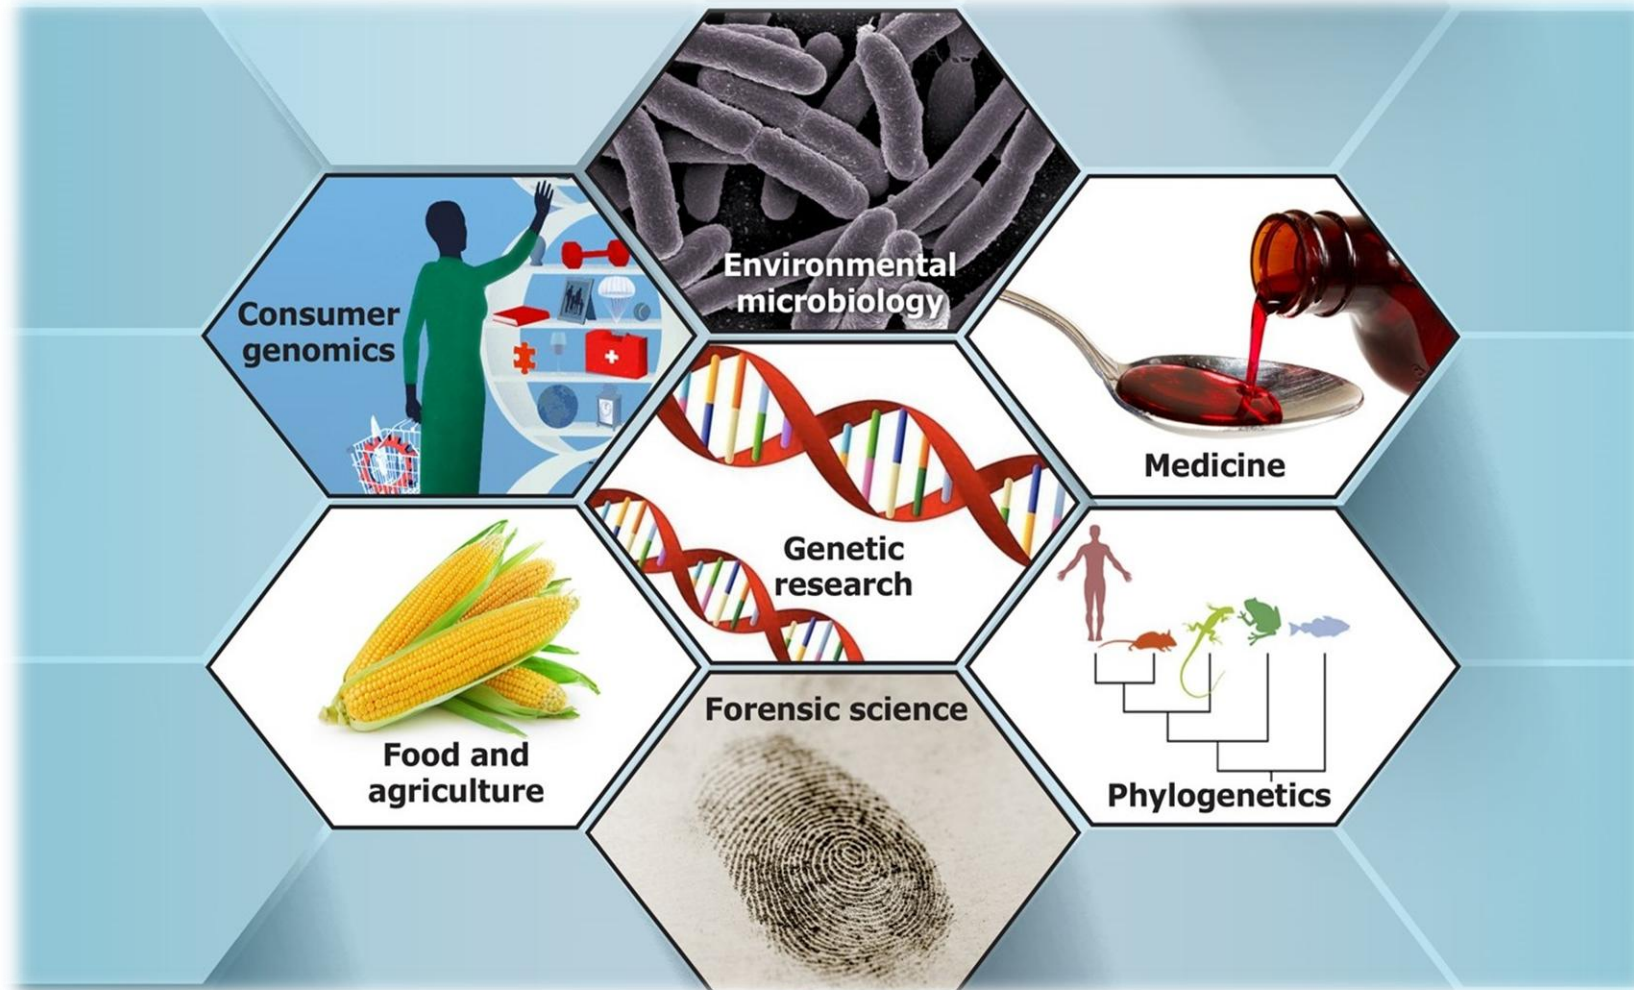 Environmental
microbiology
Consumer
genomics
Medicine
Genetic
research
Food and
agriculture
Forensic science
Phylogenetics